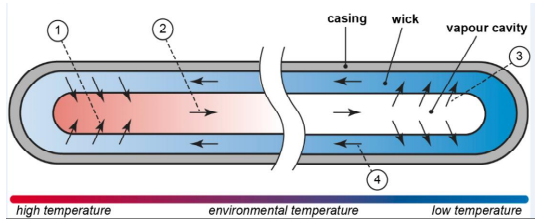 1
2
casing
wick
vapour cavity
3
4
high temperature
environmental temperature
low temperature